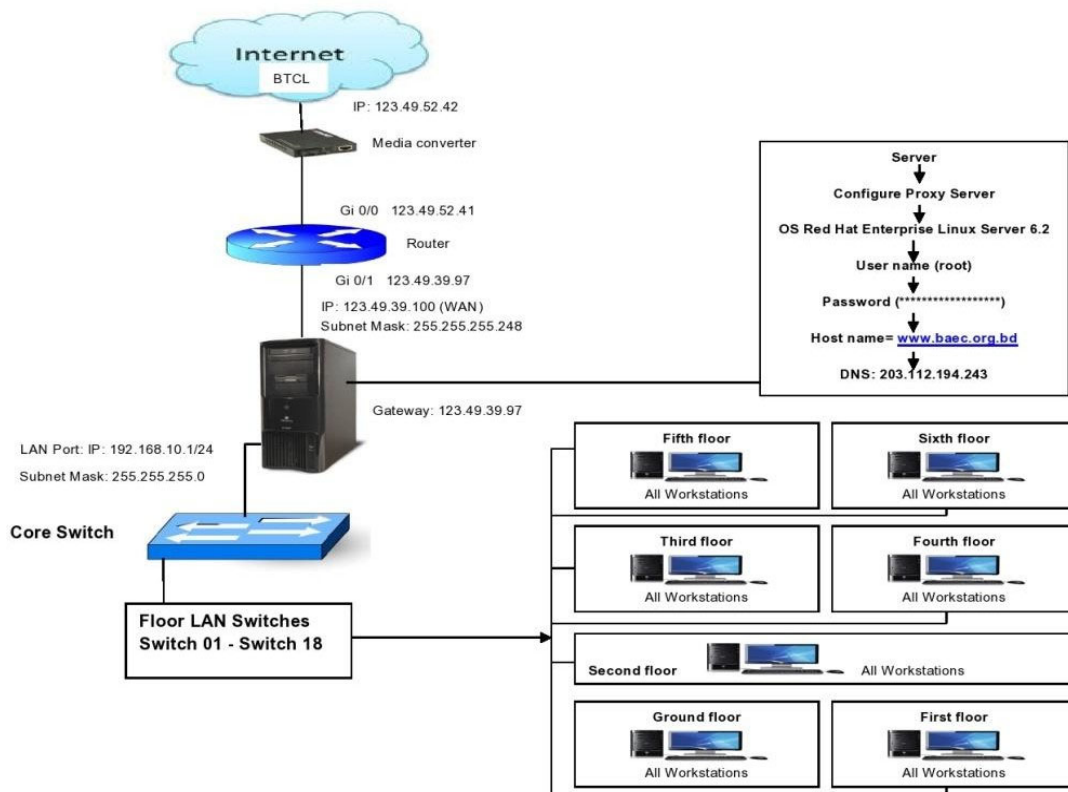 Internet
BTCL
IP: 123.49.52.42
Media converter
Gi 0/0 123.49.52.41
Router
Gi 0/1 123.49.39.97
IP: 123.49.39.100 (WAN)
Subnet Mask: 255.255.255.248
Gateway: 123.49.39.97
Server
Configure Proxy Server
OS Red Hat Enterprise Linux Server 6.2
User name (root)
Password (******************)
Host name= www.baec.org.bd
DNS: 203.112.194.243
LAN Port: IP: 192.168.10.1/24
Subnet Mask: 255.255.255.0
Core Switch
Floor LAN Switches
Switch 01 - Switch 18
Fifth floor
All Workstations
Sixth floor
All Workstations
Third floor
All Workstations
Fourth floor
All Workstations
Second floor
All Workstations
Ground floor
All Workstations
First floor
All Workstations